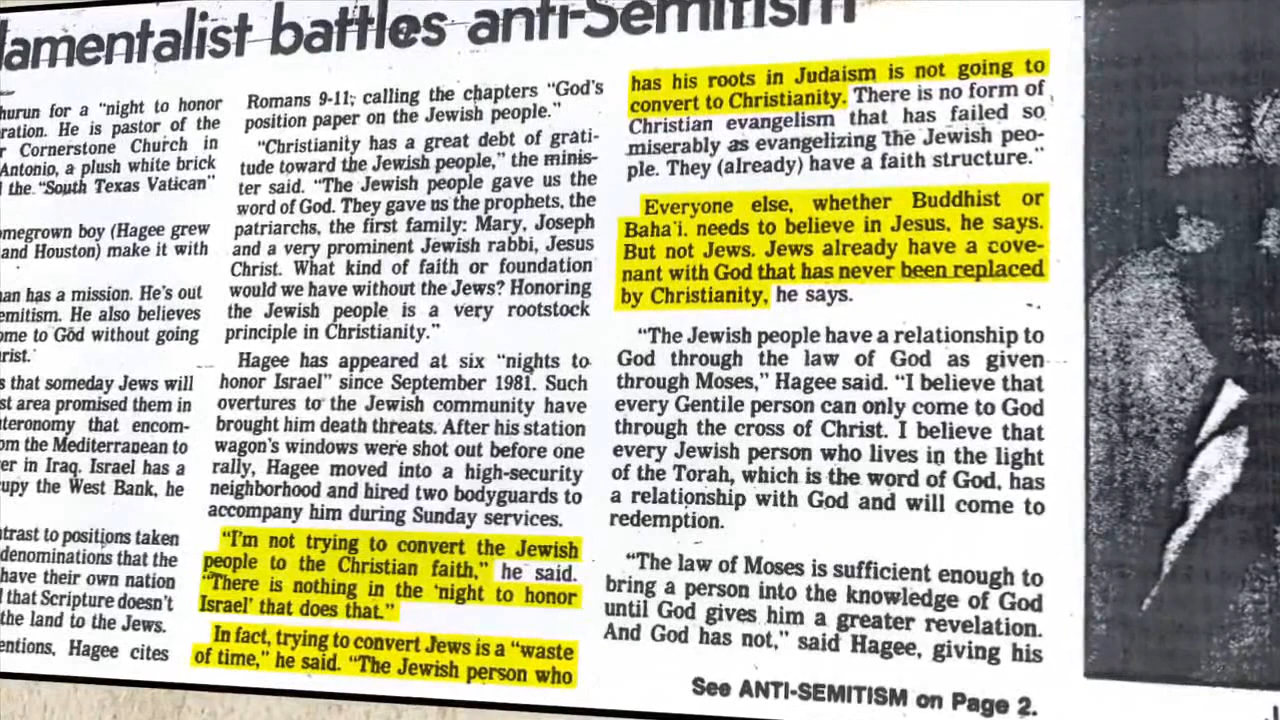 lamentalist battles anti-Semitism
hurun for a "night to honor
ration. He is pastor of the
r Cornerstone Church in
Antonio, a plush white brick
the "South Texas Vatican"
omegrown boy (Hagee grew
and Houston) make it with
an has a mission. He's out
emitism. He also believes
ome to God without going
rist.
s that someday Jews will
st area promised them in
uteronomy that encom-
om the Mediterranean to
er in Iraq. Israel has a
upy the West Bank, he
trast to positions taken
denominations that the
have their own nation
that Scripture doesn't
the land to the Jews.
entions, Hagee cites
Romans 9-11, calling the chapters "God's
position paper on the Jewish people."
"Christianity has a great debt of grati-
tude toward the Jewish people," the minis-
ter said. "The Jewish people gave us the
word of God. They gave us the prophets, the
patriarchs, the first family: Mary, Joseph
and a very prominent Jewish rabbi, Jesus
Christ. What kind of faith or foundation
would we have without the Jews? Honoring
the Jewish people is a very rootstock
principle in Christianity."
Hagee has appeared at six "nights to
honor Israel" since September 1981. Such
overtures to the Jewish community have
brought him death threats. After his station
wagon's windows were shot out before one
rally, Hagee moved into a high-security
neighborhood and hired two bodyguards to
accompany him during Sunday services.
"I'm not trying to convert the Jewish
people to the Christian faith," he said.
"There is nothing in the 'night to honor
Israel' that does that."
In fact, trying to convert Jews is a "waste
of time," he said. "The Jewish person who
has his roots in Judaism is not going to
convert to Christianity. There is no form of
Christian evangelism that has failed so
miserably as evangelizing the Jewish peo-
ple. They (already) have a faith structure."
Everyone else, whether Buddhist or
Baha'i, needs to believe in Jesus, he says.
But not Jews. Jews already have a cove-
nant with God that has never been replaced
by Christianity, he says.
"The Jewish people have a relationship to
God through the law of God as given
through Moses," Hagee said. "I believe that
every Gentile person can only come to God
through the cross of Christ. I believe that
every Jewish person who lives in the light
of the Torah, which is the word of God, has
a relationship with God and will come to
redemption.
"The law of Moses is sufficient enough to
bring a person into the knowledge of God
until God gives him a greater revelation.
And God has not," said Hagee, giving his
See ANTI-SEMITISM on Page 2.